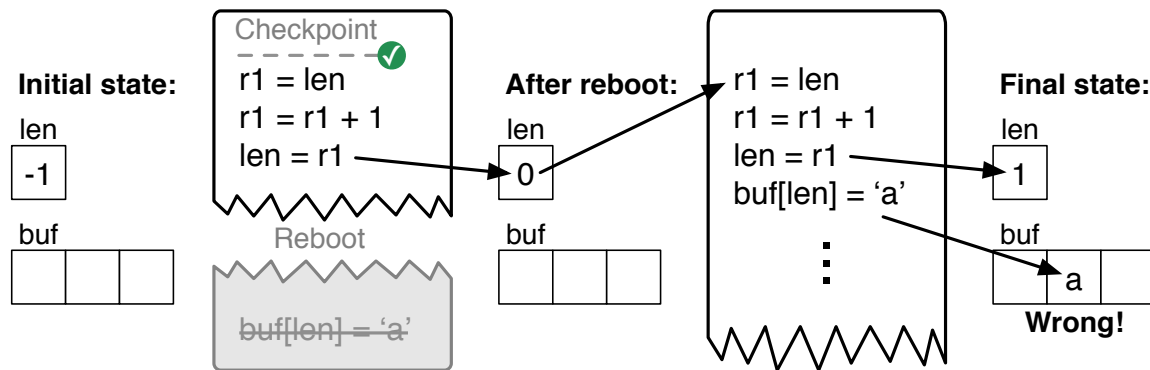 Initial state:
len
-1
buf
Checkpoint
r1 = len
r1 = r1 + 1
len = r1
Reboot
buf[len] = ‘a’
After reboot:
len
0
buf
r1 = len
r1 = r1 + 1
len = r1
buf[len] = ‘a’
Final state:
len
1
buf
a
Wrong!